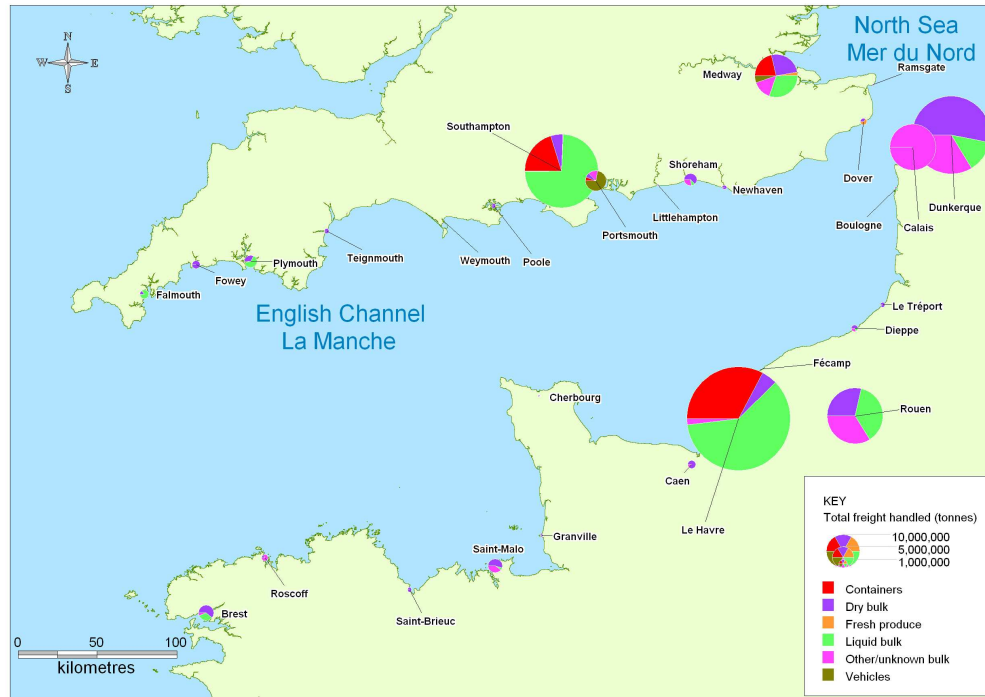 North Sea
Mer du Nord
N
W
E
S
Medway
Ramsgate
Southampton
Shoreham
Dover
Newhaven
Dunkerque
Littlehampton
Boulogne
Calais
Portsmouth
Teignmouth
Weymouth
Poole
Plymouth
Fowey
Falmouth
English Channel
La Manche
Le Tréport
Dieppe
Fécamp
Cherbourg
Rouen
Caen
Le Havre
Granville
Saint-Malo
Roscoff
Saint-Brieuc
Brest
0 50 100
kilometres
KEY
Total freight handled (tonnes)
10,000,000
5,000,000
1,000,000
Containers
Dry bulk
Fresh produce
Liquid bulk
Other/unknown bulk
Vehicles